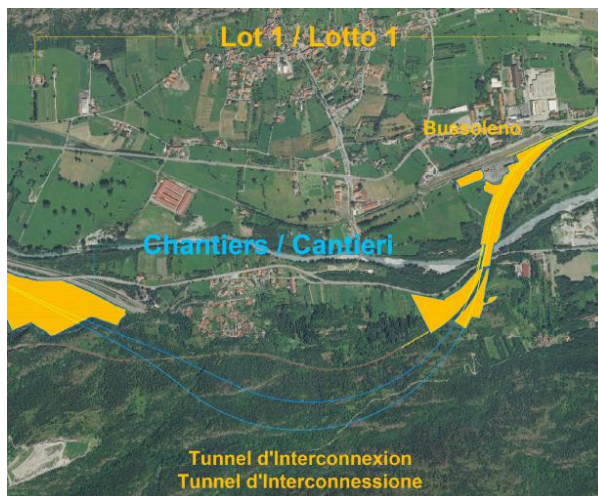 Lot 1 / Lotto 1
Bussoleno
Chantiers / Cantieri
Tunnel d'Interconnexion
Tunnel d'Interconnessione